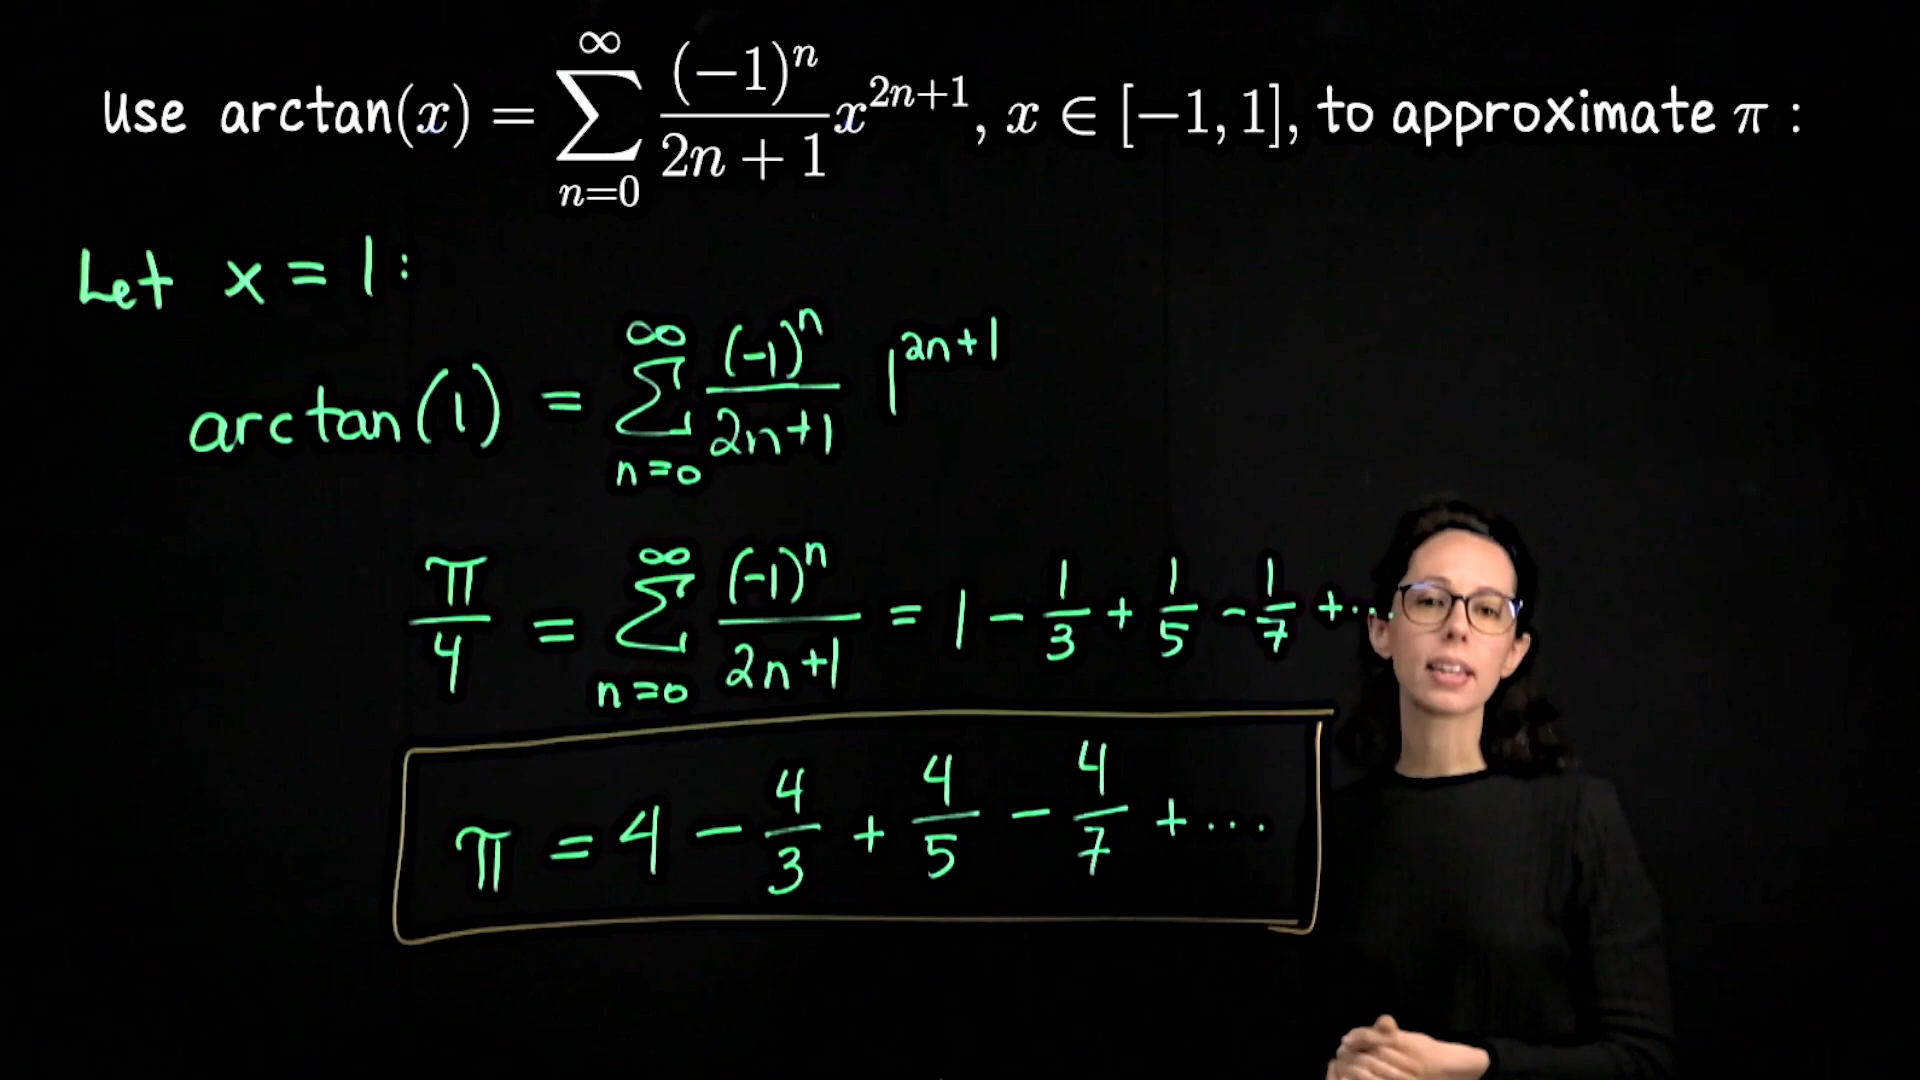 Use arctan(x) = ∞∑n=0 (−1)^n/(2n + 1) x^(2n+1), x ∈ [−1, 1], to approximate π :
Let x = 1:
arctan(1) = ∞∑n=0 (-1)^n/(2n+1) 1^(2n+1)
π/4 = ∞∑n=0 (-1)^n/(2n+1) = 1 - 1/3 + 1/5 - 1/7 + ...
π = 4 - 4/3 + 4/5 - 4/7 + ...